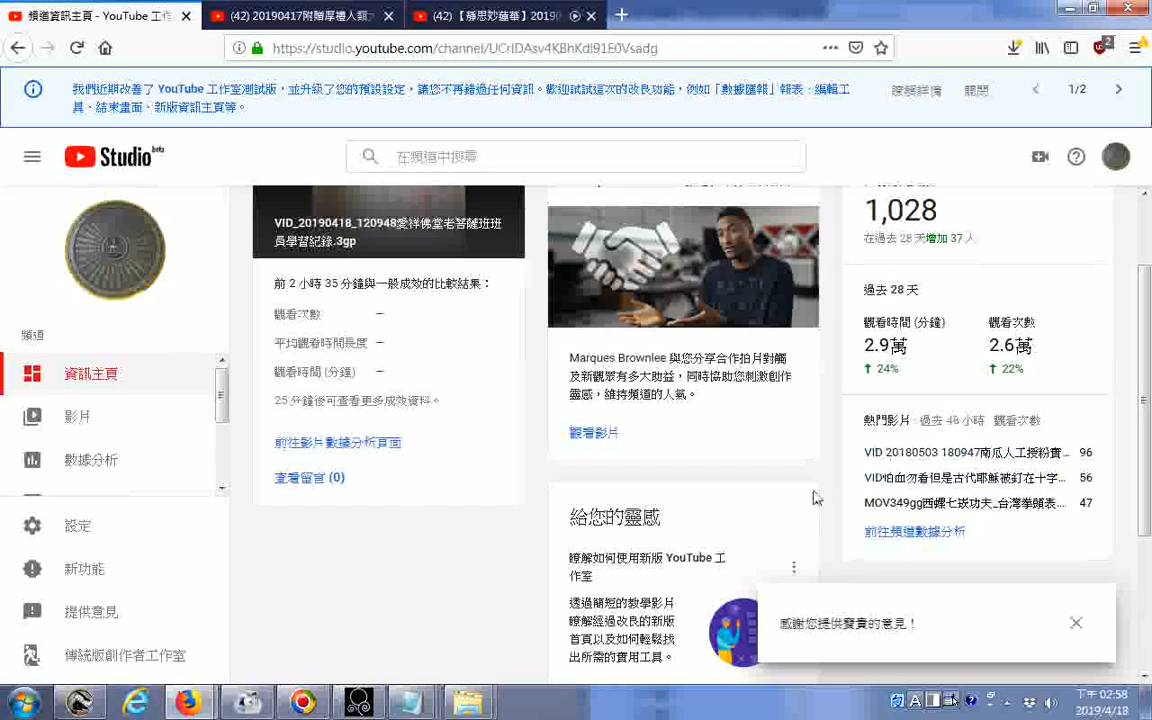 頻道資訊主頁 - YouTube 工作
(42) 20190417附贈厚禮人類
(42) 【靜思妙蓮華】20190
https://studio.youtube.com/channel/UCrIDAsv4KBhKdI91E0Vsadg
2
我們近期改善了 YouTube 工作室測試版，並升級了您的預設設定，讓您不再錯過任何資訊。歡迎試試這次的改良功能，例如「數據匯報」報表、編輯工
具、結束畫面、新版資訊主頁等。
瞭解詳情
關閉
1/2
Studio beta
在頻道中搜尋
頻道
資訊主頁
影片
數據分析
設定
新功能
提供意見
傳統版創作者工作室
VID_20190418_120948愛祥佛堂老菩薩班班
員學習紀錄.3gp
前 2 小時 35 分鐘與一般成效的比較結果：
觀看次數 –
平均觀看時間長度 –
觀看時間 (分鐘) –
25 分鐘後可查看更多成效資料。
前往影片數據分析頁面
查看留言 (0)
Marques Brownlee 與您分享合作拍片對觸
及新觀眾有多大助益，同時協助您刺激創作
靈感，維持頻道的人氣。
觀看影片
給您的靈感
瞭解如何使用新版 YouTube 工
作室
透過簡短的教學影片
瞭解經過改良的新版
首頁以及如何輕鬆找
出所需的實用工具。
1,028
在過去 28 天增加 37 人
過去 28 天
觀看時間 (分鐘)
2.9萬
24%
觀看次數
2.6萬
22%
熱門影片 · 過去 48 小時 · 觀看次數
VID 20180503 180947南瓜人工授粉實... 96
VID怕血勿看但是古代耶穌被釘在十字... 56
MOV349gg西螺七崁功夫_台灣拳頭表... 47
前往頻道數據分析
感謝您提供寶貴的意見！
A
下午 02:58
2019/4/18